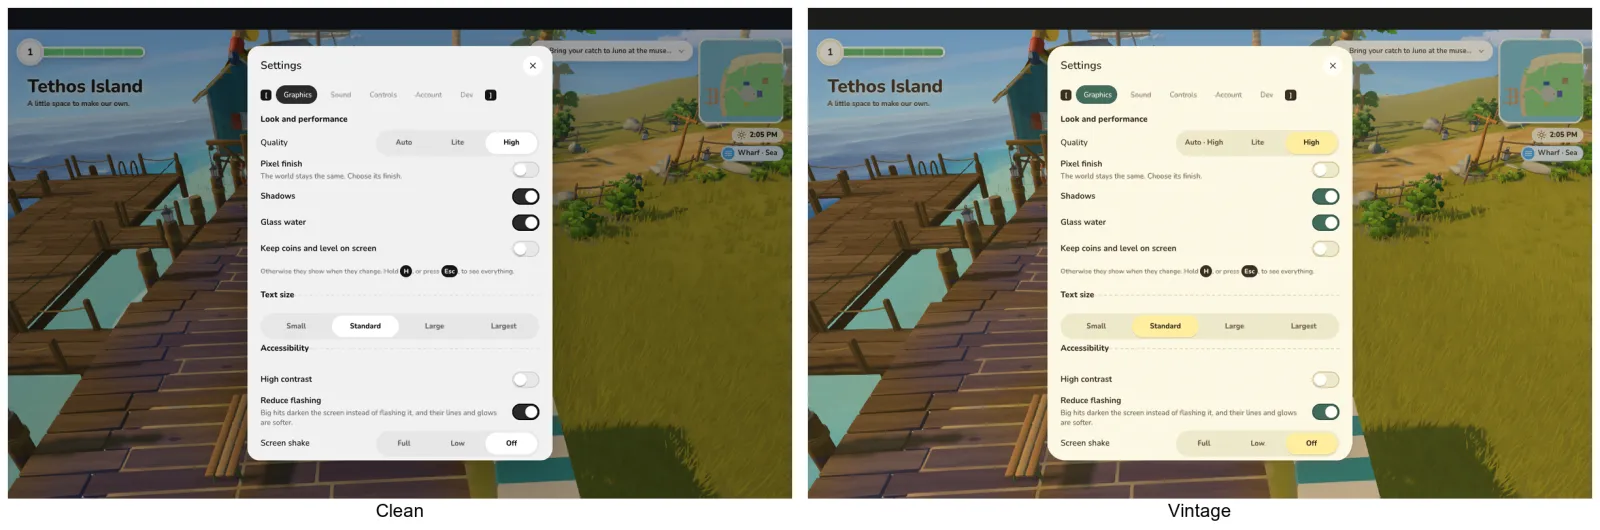 1
Tethos Island
A little space to make our own.
Bring your catch to Juno at the muse...
2:05 PM
Wharf · Sea
Settings
[ Graphics Sound Controls Account Dev ]
Look and performance
Quality Auto Lite High
Pixel finish
The world stays the same. Choose its finish.
Shadows
Glass water
Keep coins and level on screen
Otherwise they show when they change. Hold H or press Esc to see everything.
Text size
Small Standard Large Largest
Accessibility
High contrast
Reduce flashing
Big hits darken the screen instead of flashing it, and their lines and glows
are softer.
Screen shake Full Low Off
Clean
1
Tethos Island
A little space to make our own.
Bring your catch to Juno at the muse...
2:05 PM
Wharf · Sea
Settings
[ Graphics Sound Controls Account Dev ]
Look and performance
Quality Auto · High Lite High
Pixel finish
The world stays the same. Choose its finish.
Shadows
Glass water
Keep coins and level on screen
Otherwise they show when they change. Hold H or press Esc to see everything.
Text size
Small Standard Large Largest
Accessibility
High contrast
Reduce flashing
Big hits darken the screen instead of flashing it, and their lines and glows
are softer.
Screen shake Full Low Off
Vintage